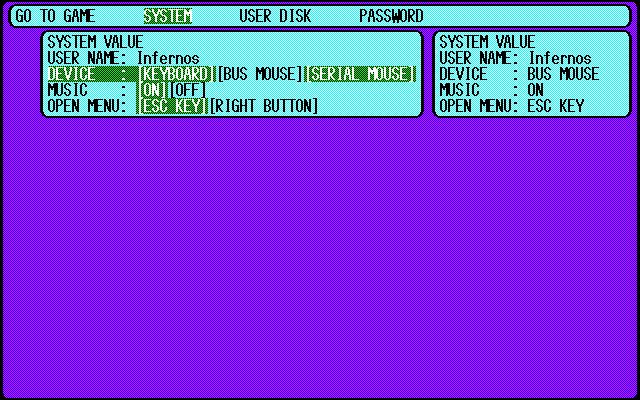 GO TO GAME SYSTEM USER DISK PASSWORD
SYSTEM VALUE
USER NAME: Infernos
DEVICE : [KEYBOARD][BUS MOUSE][SERIAL MOUSE]
MUSIC : [ON][OFF]
OPEN MENU: [ESC KEY][RIGHT BUTTON]
SYSTEM VALUE
USER NAME: Infernos
DEVICE : BUS MOUSE
MUSIC : ON
OPEN MENU: ESC KEY